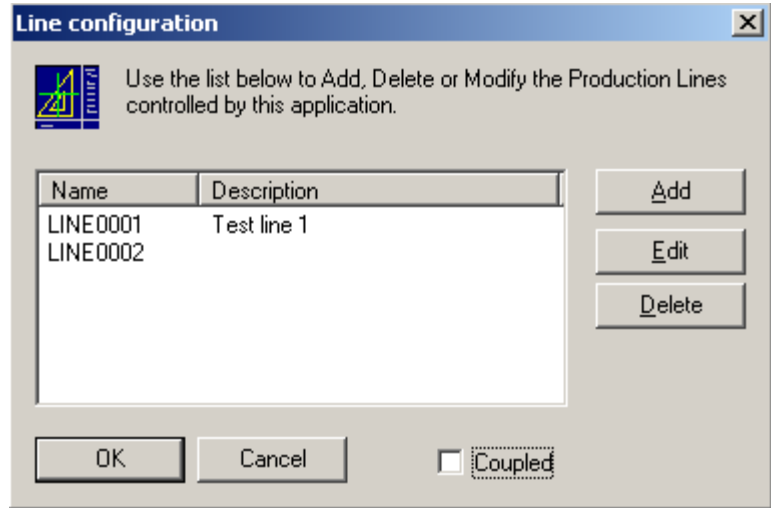 Line configuration
Use the list below to Add, Delete or Modify the Production Lines
controlled by this application.
Name Description
LINE0001 Test line 1
LINE0002
Add
Edit
Delete
OK Cancel Coupled